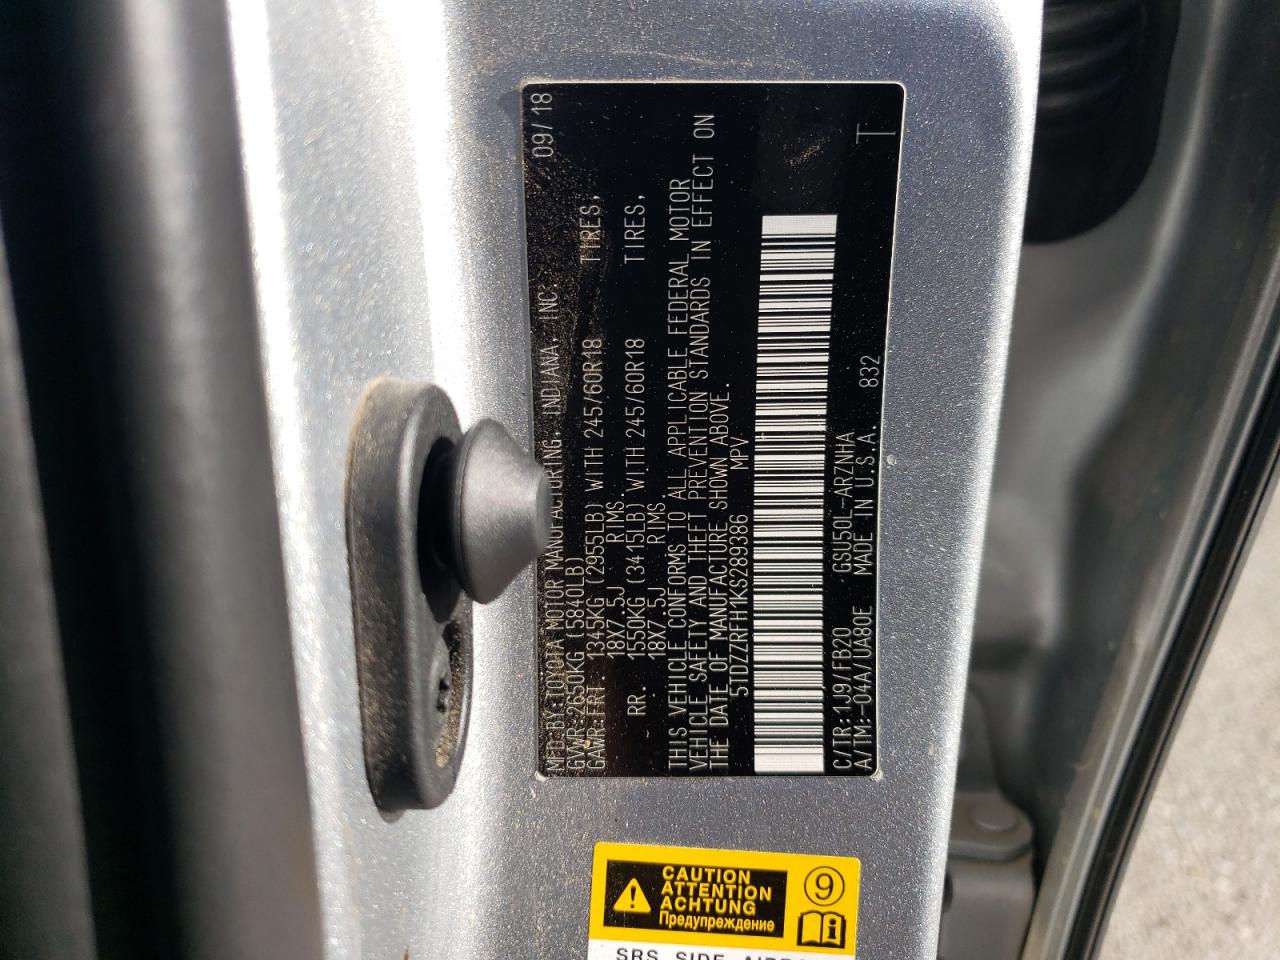 MFD.BY:TOYOTA MOTOR MANUFACTURING, INDIANA, INC. 09/18
GVWR:2650KG (5840LB)
GAWR:FRT. 1345KG (2955LB) WITH 245/60R18 TIRES,
18X7.5J RIMS.
RR. 1550KG (3415LB) WITH 245/60R18 TIRES,
18X7.5J RIMS
THIS VEHICLE CONFORMS TO ALL APPLICABLE FEDERAL MOTOR
VEHICLE SAFETY AND THEFT PREVENTION STANDARDS IN EFFECT ON
THE DATE OF MANUFACTURE SHOWN ABOVE.
5TDZZRFH1KS289386 MPV
C/TR:1J9/FB20 GSU50L-ARZNHA
A/TM:-04A/UA80E MADE IN U.S.A. 832 T
CAUTION
ATTENTION
ACHTUNG
Предупреждение
9
SRS SIDE